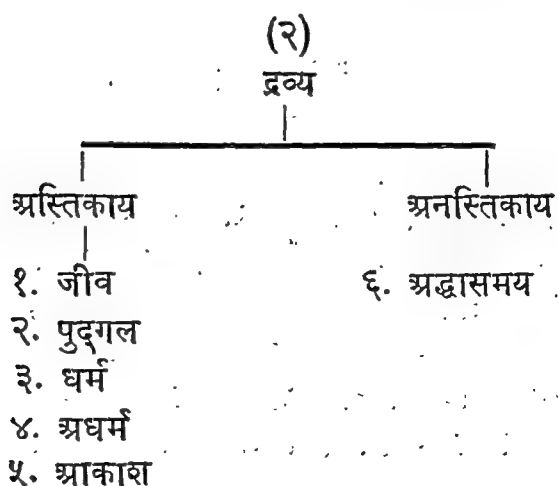 (२)
द्रव्य
अस्तिकाय अनस्तिकाय
१. जीव ६. अद्धासमय
२. पुद्गल
३. धर्म
४. अधर्म
५. आकाश